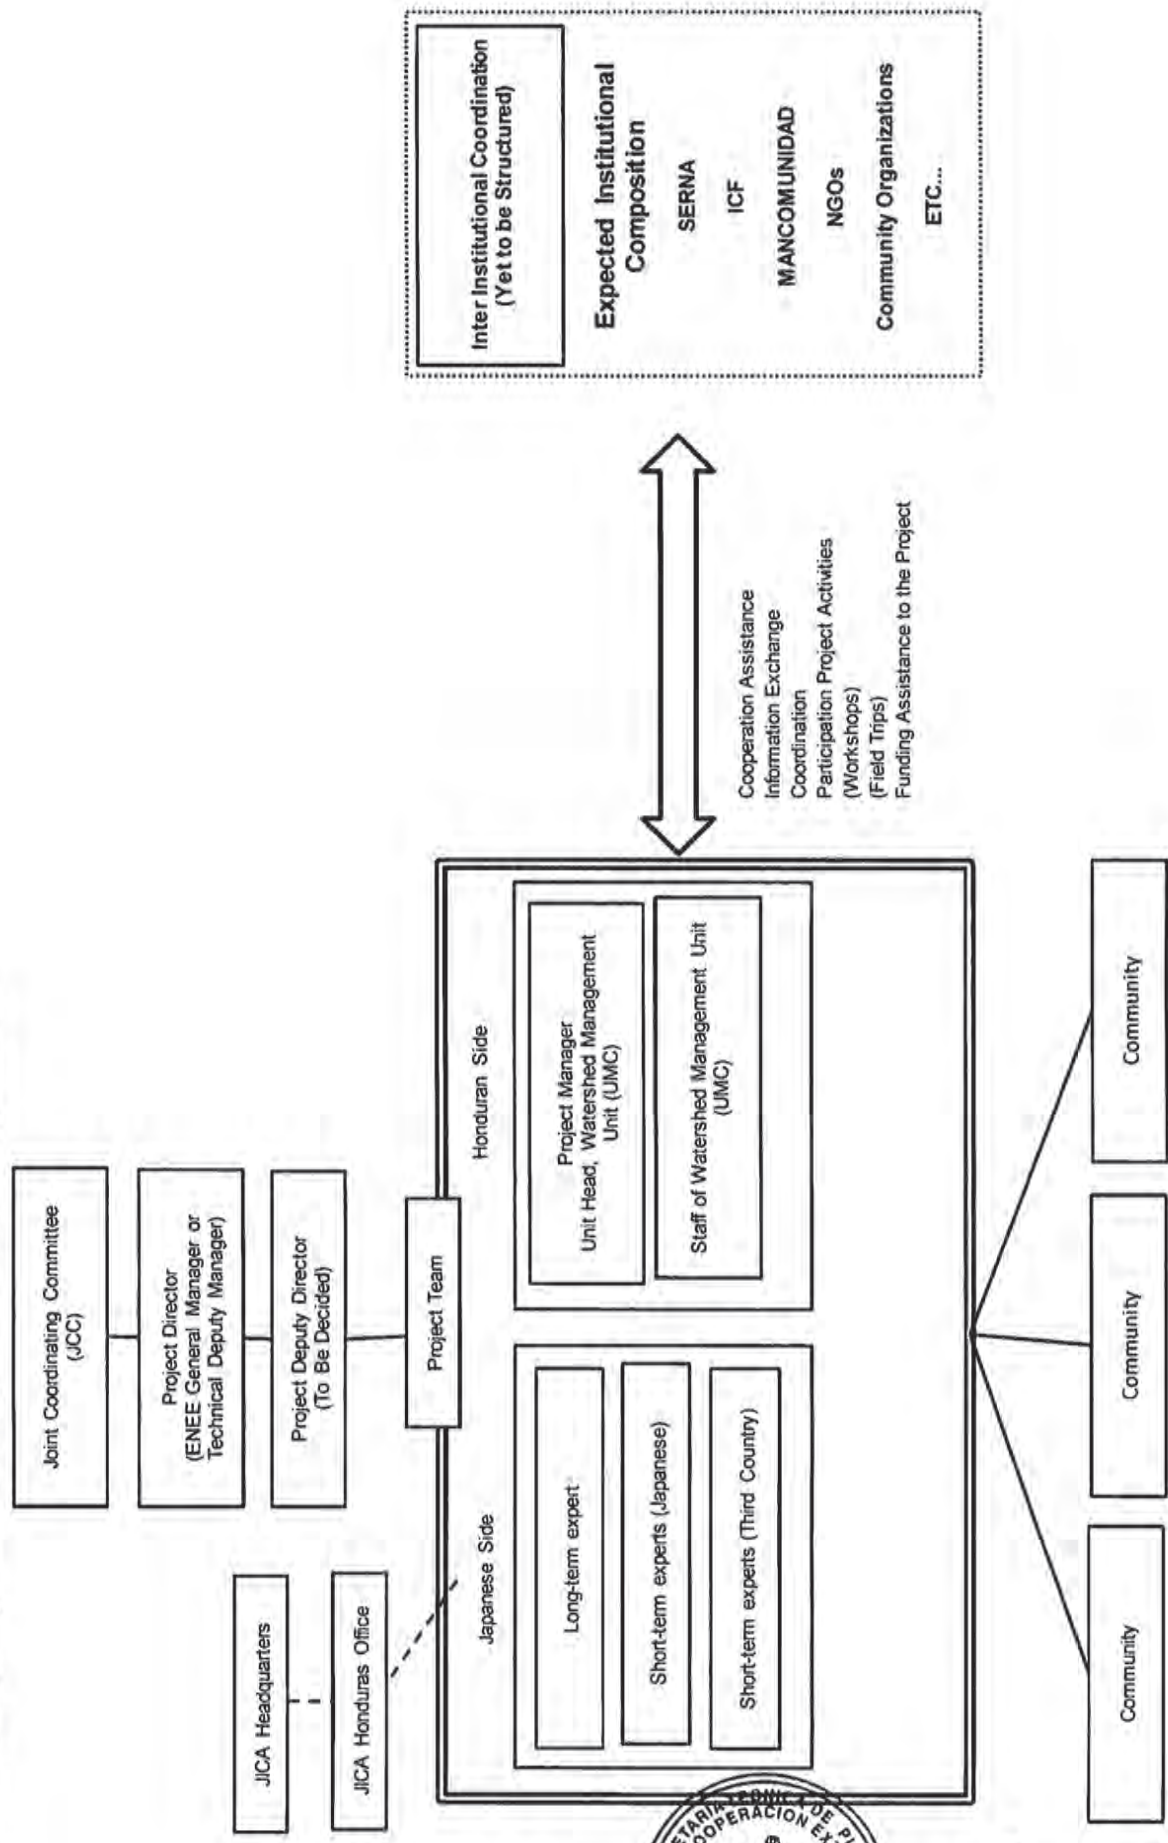 Joint Coordinating Committee
(JCC)
Project Director
(ENEE General Manager or
Technical Deputy Manager)
Project Deputy Director
(To Be Decided)
JICA Headquarters
JICA Honduras Office
Project Team
Japanese Side
Long-term expert
Short-term experts (Japanese)
Short-term experts (Third Country)
Honduran Side
Project Manager
Unit Head, Watershed Management
Unit (UMC)
Staff of Watershed Management Unit
(UMC)
Cooperation Assistance
Information Exchange
Coordination
Participation Project Activities
(Workshops)
(Field Trips)
Funding Assistance to the Project
Inter Institutional Coordination
(Yet to be Structured)
Expected Institutional
Composition
SERNA
ICF
MANCOMUNIDAD
NGOs
Community Organizations
ETC...
Community
Community
Community
DE
COOPERACION